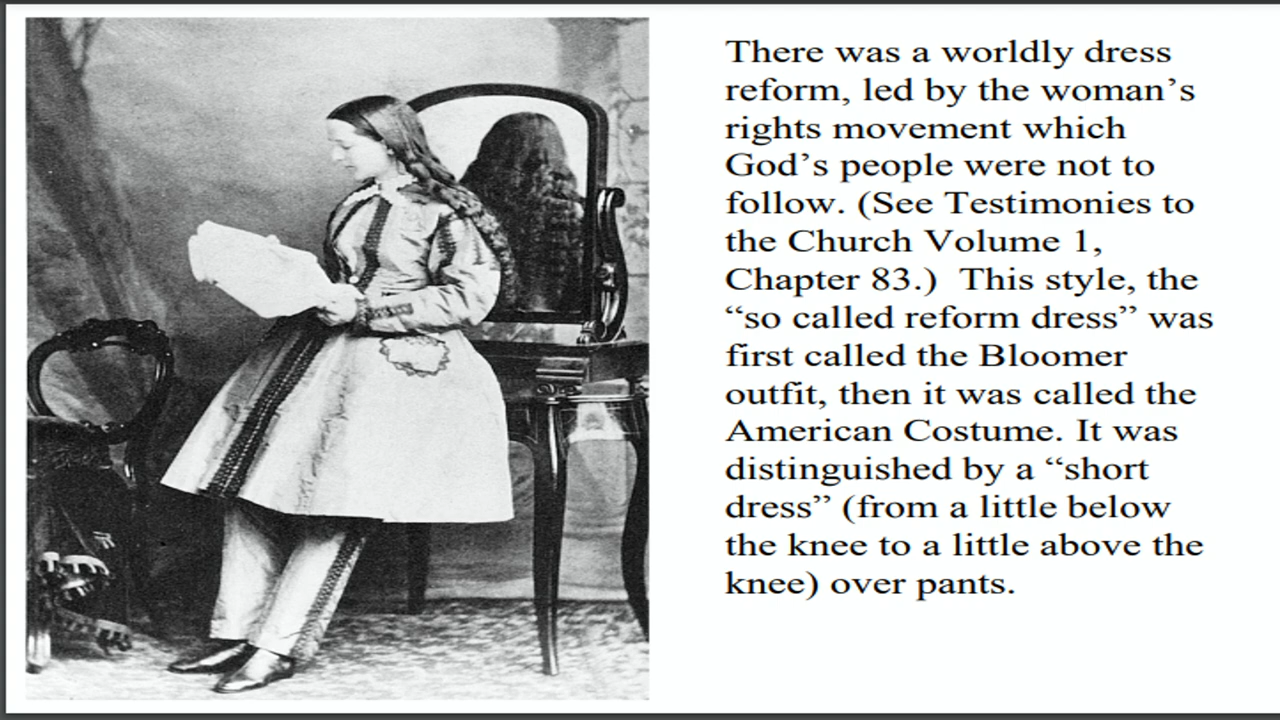 There was a worldly dress
reform, led by the woman’s
rights movement which
God’s people were not to
follow. (See Testimonies to
the Church Volume 1,
Chapter 83.)  This style, the
“so called reform dress” was
first called the Bloomer
outfit, then it was called the
American Costume. It was
distinguished by a “short
dress” (from a little below
the knee to a little above the
knee) over pants.